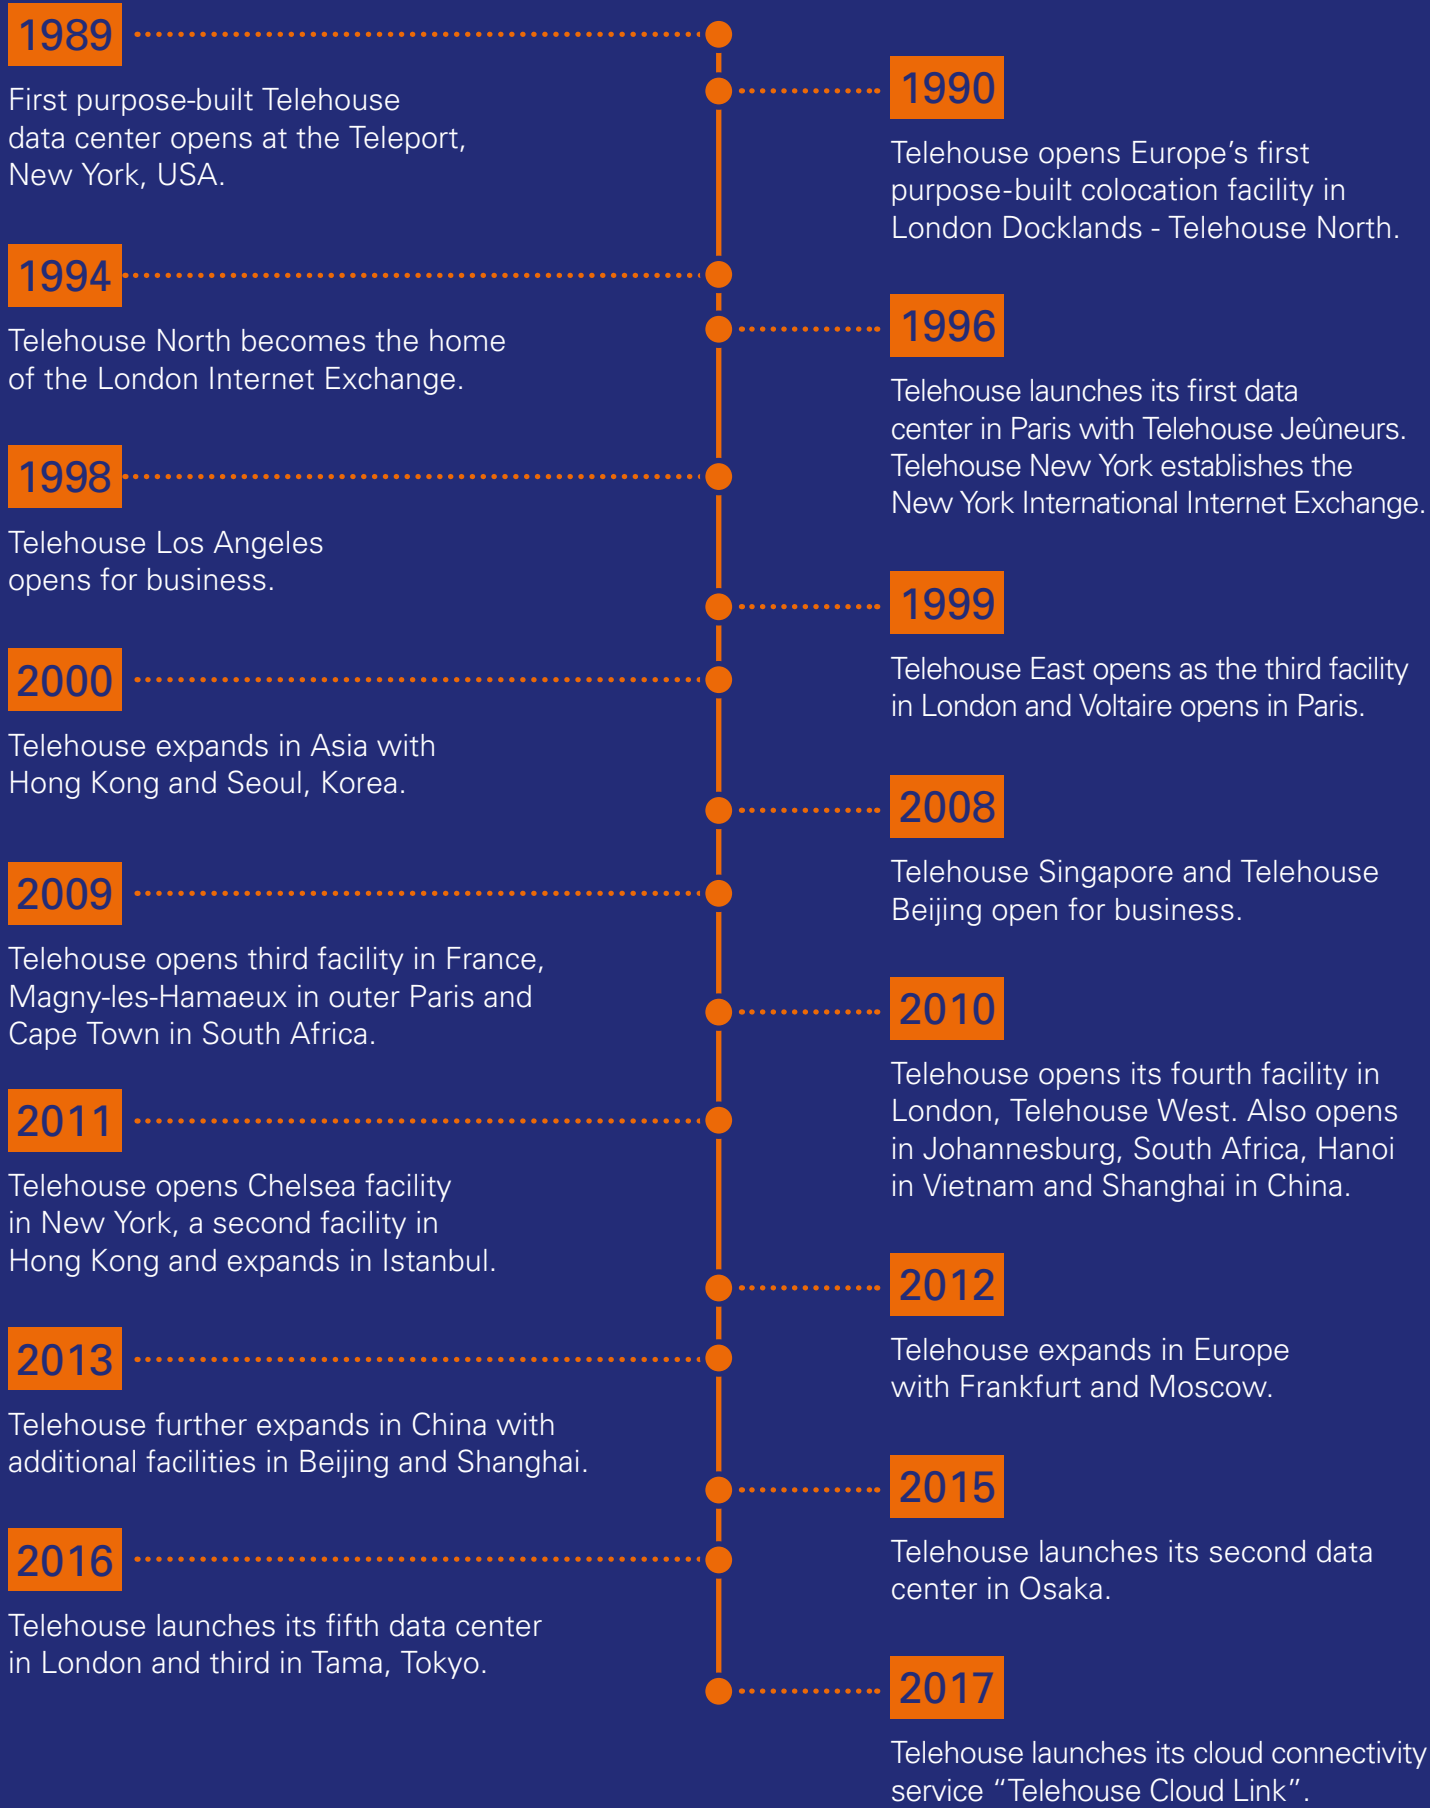 1989
First purpose-built Telehouse
data center opens at the Teleport,
New York, USA.
1990
Telehouse opens Europe’s first
purpose-built colocation facility in
London Docklands - Telehouse North.
1994
Telehouse North becomes the home
of the London Internet Exchange.
1996
Telehouse launches its first data
center in Paris with Telehouse Jeûneurs.
Telehouse New York establishes the
New York International Internet Exchange.
1998
Telehouse Los Angeles
opens for business.
1999
Telehouse East opens as the third facility
in London and Voltaire opens in Paris.
2000
Telehouse expands in Asia with
Hong Kong and Seoul, Korea.
2008
Telehouse Singapore and Telehouse
Beijing open for business.
2009
Telehouse opens third facility in France,
Magny-les-Hamaeux in outer Paris and
Cape Town in South Africa.
2010
Telehouse opens its fourth facility in
London, Telehouse West. Also opens
in Johannesburg, South Africa, Hanoi
in Vietnam and Shanghai in China.
2011
Telehouse opens Chelsea facility
in New York, a second facility in
Hong Kong and expands in Istanbul.
2012
Telehouse expands in Europe
with Frankfurt and Moscow.
2013
Telehouse further expands in China with
additional facilities in Beijing and Shanghai.
2015
Telehouse launches its second data
center in Osaka.
2016
Telehouse launches its fifth data center
in London and third in Tama, Tokyo.
2017
Telehouse launches its cloud connectivity
service “Telehouse Cloud Link”.